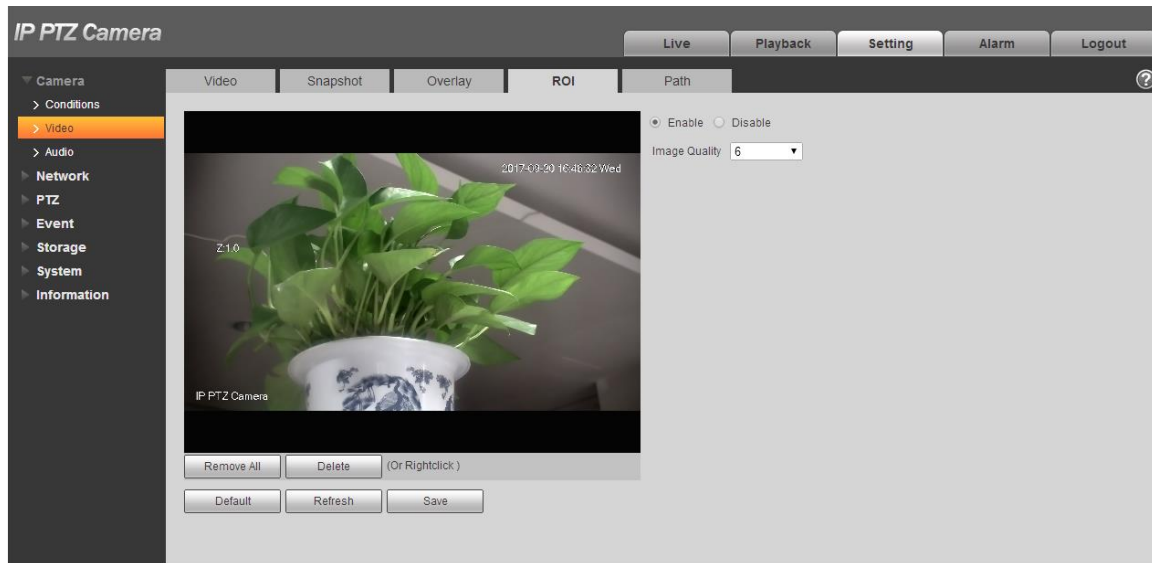 IP PTZ Camera
Live Playback Setting Alarm Logout
Camera
Conditions
Video
Audio
Network
PTZ
Event
Storage
System
Information
Video Snapshot Overlay ROI Path
2017-09-20 16:46:32 Wed
Z:1.0
IP PTZ Camera
Enable Disable
Image Quality 6
Remove All Delete (Or Rightclick )
Default Refresh Save